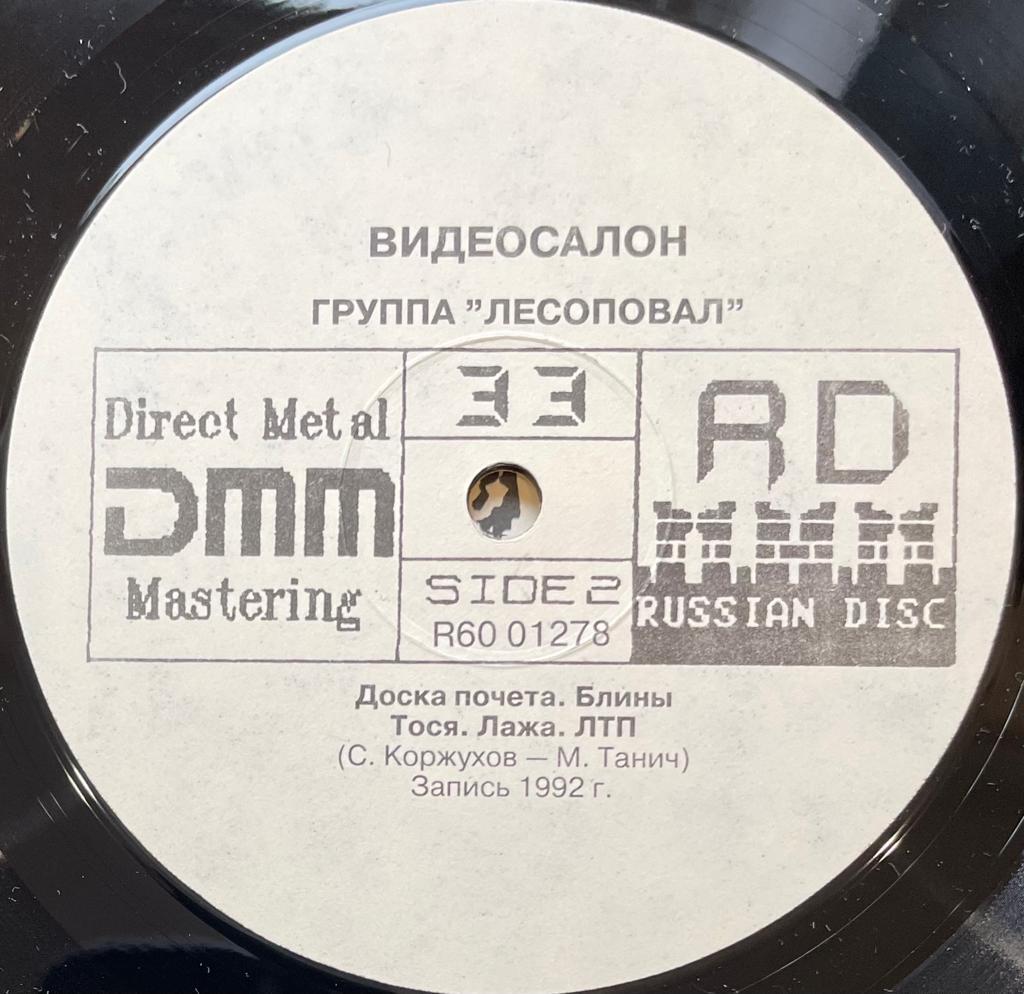 ВИДЕОСАЛОН
ГРУППА ”ЛЕСОПОВАЛ”
Direct Metal
DMM
Mastering
33
SIDE 2
R60 01278
RD
RUSSIAN DISC
Доска почета. Блины
Тося. Лажа. ЛТП
(С. Коржухов — М. Танич)
Запись 1992 г.